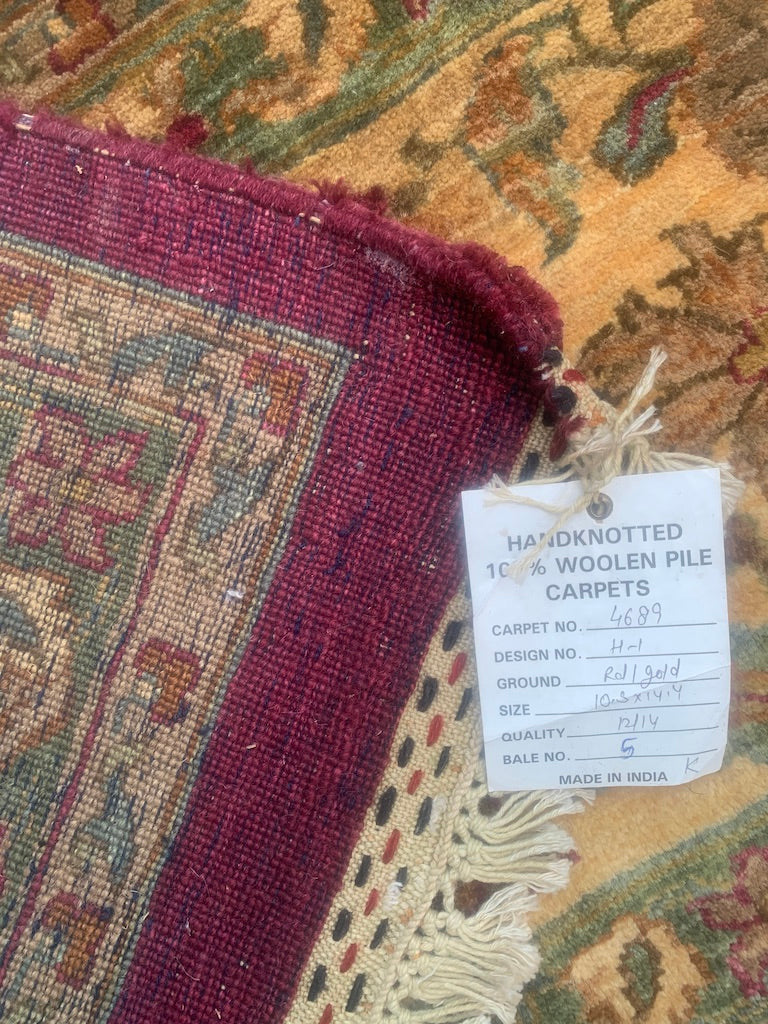 HANDKNOTTED
100% WOOLEN PILE
CARPETS
CARPET NO. 4689
DESIGN NO. H-1
GROUND Rd/gold
SIZE 10.3x14.4
QUALITY 12/14
BALE NO. 5
MADE IN INDIA K